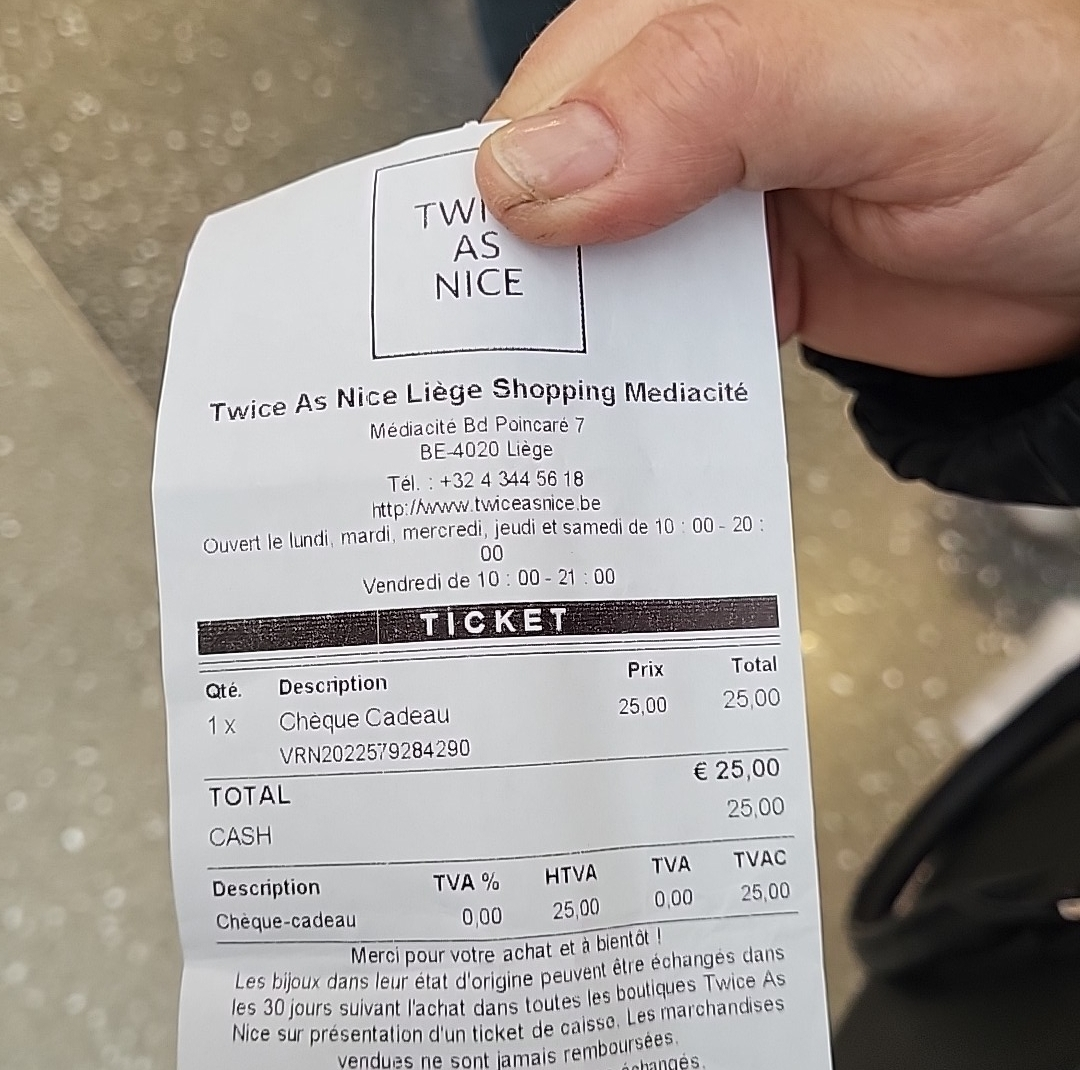 AS
NICE
Twice As Nice Liège Shopping Mediacité
Médiacité Bd Poincaré 7
BE-4020 Liège
Tél. : +32 4 344 56 18
http://www.twiceasnice.be
Ouvert le lundi, mardi, mercredi, jeudi et samedi de 10 : 00 - 20 :
00
Vendredi de 10 : 00 - 21 : 00
TICKET
Qté. Description Prix Total
1 x Chèque Cadeau 25,00 25,00
VRN2022579284290
TOTAL € 25,00
CASH 25,00
Description TVA % HTVA TVA TVAC
Chèque-cadeau 0,00 25,00 0,00 25,00
Merci pour votre achat et à bientôt !
Les bijoux dans leur état d'origine peuvent être échangés dans
les 30 jours suivant l'achat dans toutes les boutiques Twice As
Nice sur présentation d'un ticket de caisse. Les marchandises
vendues ne sont jamais remboursées.
échangés.